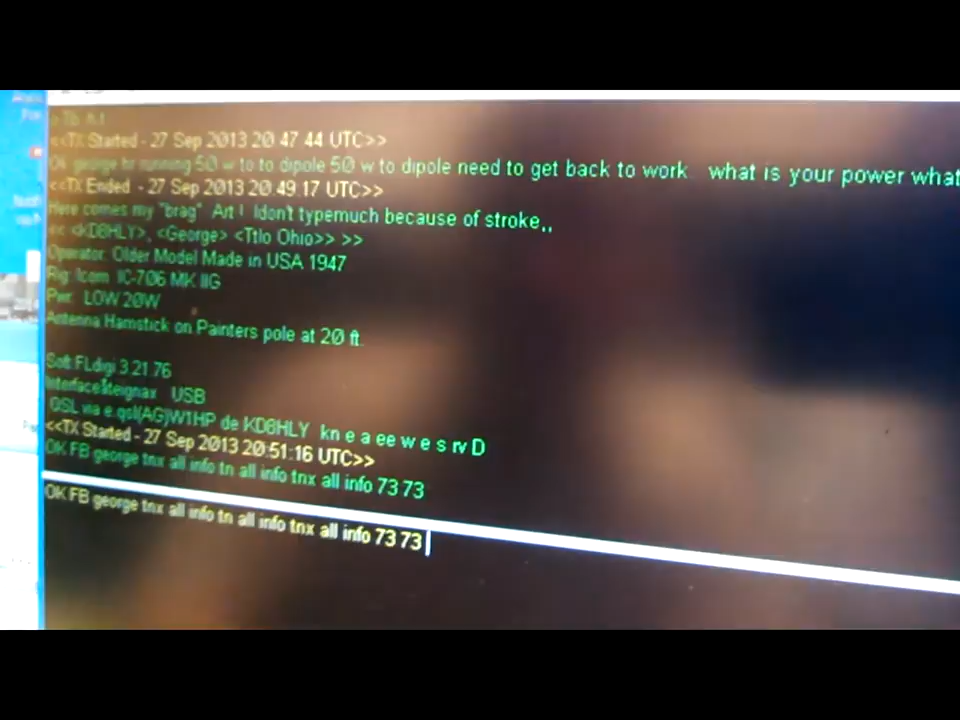 <<TX Started - 27 Sep 2013 20 47 44 UTC>>
Ok george hr running 50 w to to dipole 50 w to dipole need to get back to work what is your power what
<<TX Ended - 27 Sep 2013 20 49 17 UTC>>
Here comes my "brag" Art ! Idon't typemuch because of stroke,,
<< <KD8HLY>, <George> <Ttlo Ohio>> >>
Operator: Older Model Made in USA 1947
Rig: Icom IC-706 MK IIG
Pwr: LOW 20W
Antenna Hamstick on Painters pole at 20 ft.
Soft:FLdigi 3 21 76
USB
QSL via e.qsl(AG)W1HP de KD8HLY kn e a ee w e s rv D
<<TX Started - 27 Sep 2013 20:51:16 UTC>>
OK FB george tnx all info tn all info tnx all info 73 73
OK FB george tnx all info tn all info tnx all info 73 73